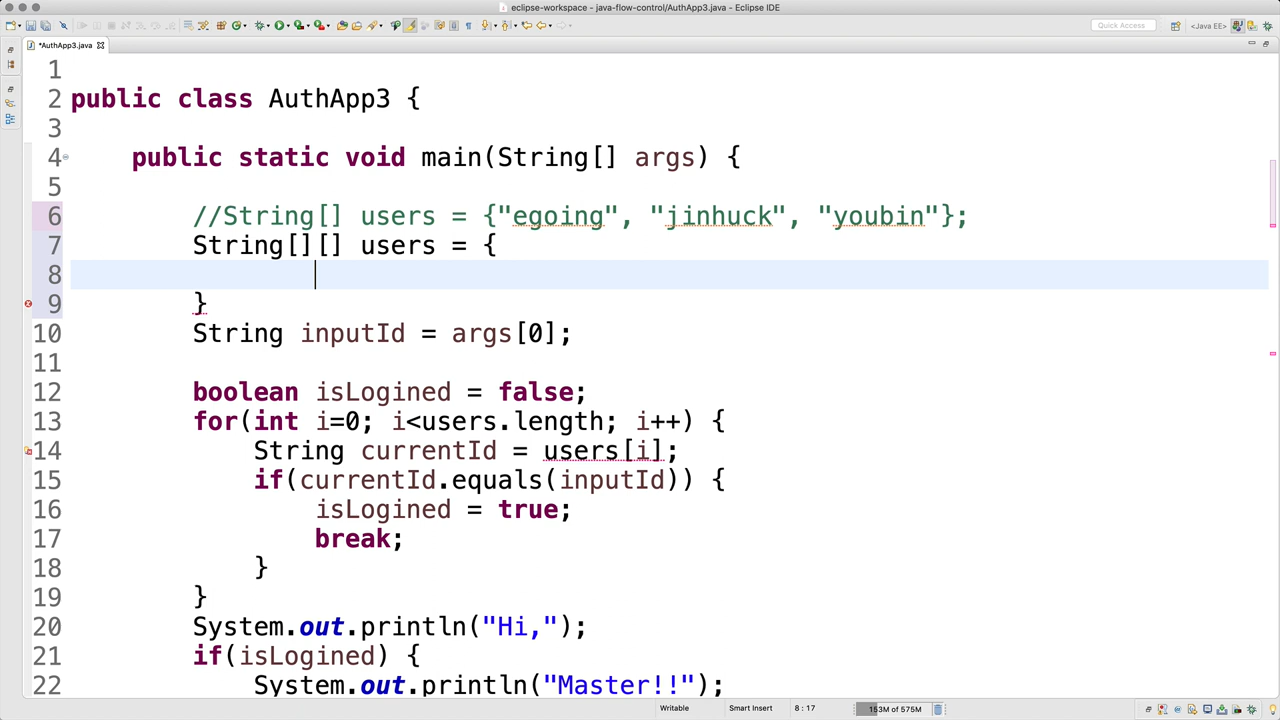 eclipse-workspace - java-flow-control/AuthApp3.java - Eclipse IDE
Quick Access
<Java EE>
*AuthApp3.java
1
2 public class AuthApp3 {
3
4 public static void main(String[] args) {
5
6 //String[] users = {"egoing", "jinhuck", "youbin"};
7 String[][] users = {
8
9 }
10 String inputId = args[0];
11
12 boolean isLogined = false;
13 for(int i=0; i<users.length; i++) {
14 String currentId = users[i];
15 if(currentId.equals(inputId)) {
16 isLogined = true;
17 break;
18 }
19 }
20 System.out.println("Hi,");
21 if(isLogined) {
22 System.out.println("Master!!");
Writable
Smart Insert
8 : 17
153M of 575M